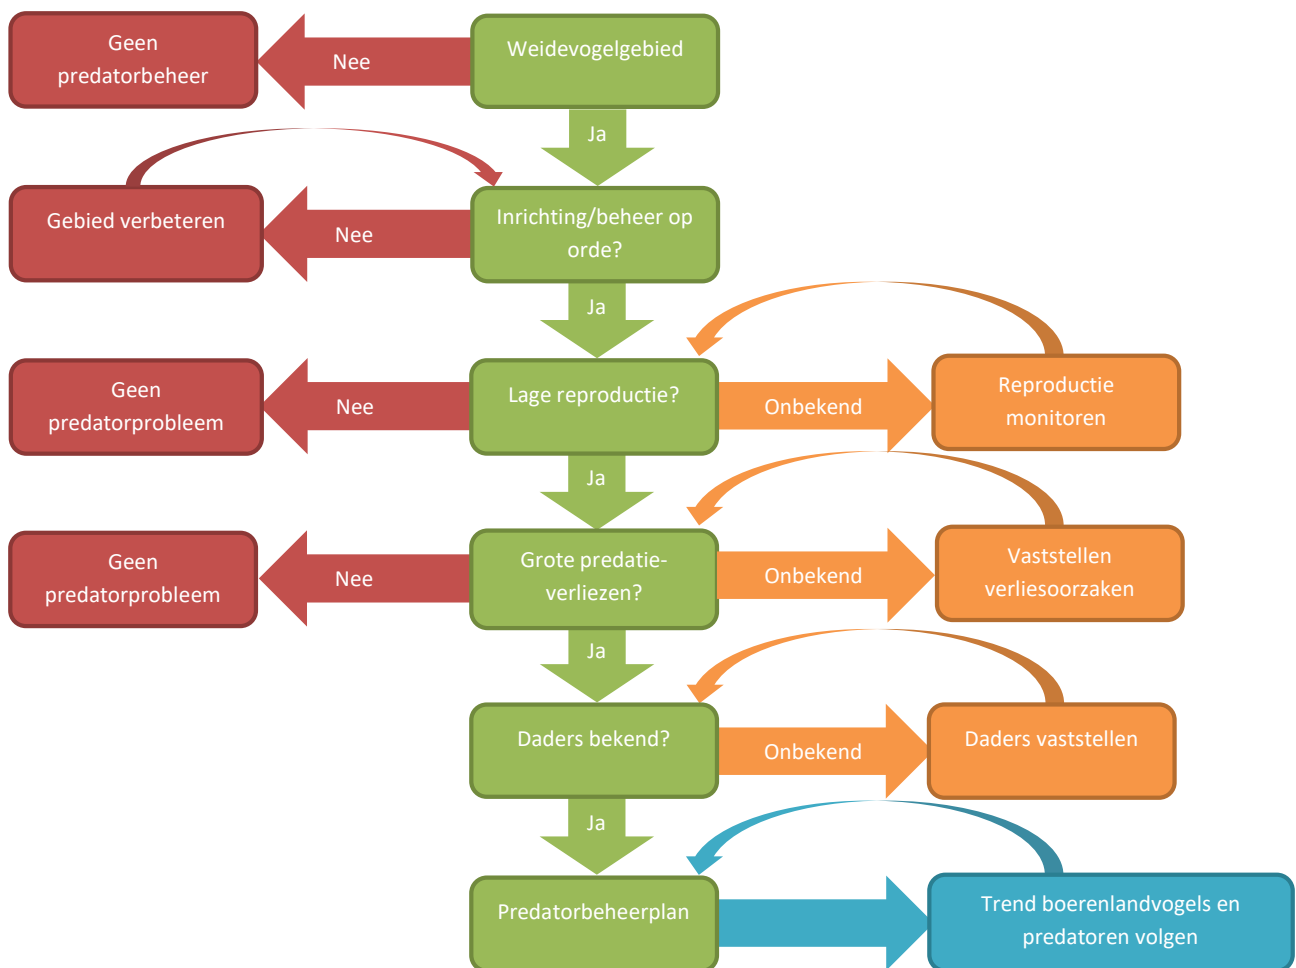 Geen
predatorbeheer
Nee
Weidevogelgebied
Ja
Gebied verbeteren
Nee
Inrichting/beheer op
orde?
Ja
Geen
predatorprobleem
Nee
Lage reproductie?
Onbekend
Reproductie
monitoren
Ja
Geen
predatorprobleem
Nee
Grote predatie-
verliezen?
Onbekend
Vaststellen
verliesoorzaken
Ja
Daders bekend?
Onbekend
Daders vaststellen
Ja
Predatorbeheerplan
Trend boerenlandvogels en
predatoren volgen